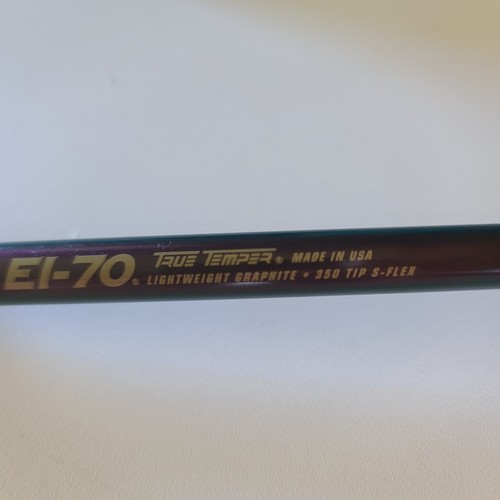 EI-70® TRUE TEMPER® MADE IN USA
LIGHTWEIGHT GRAPHITE • 350 TIP S-FLEX